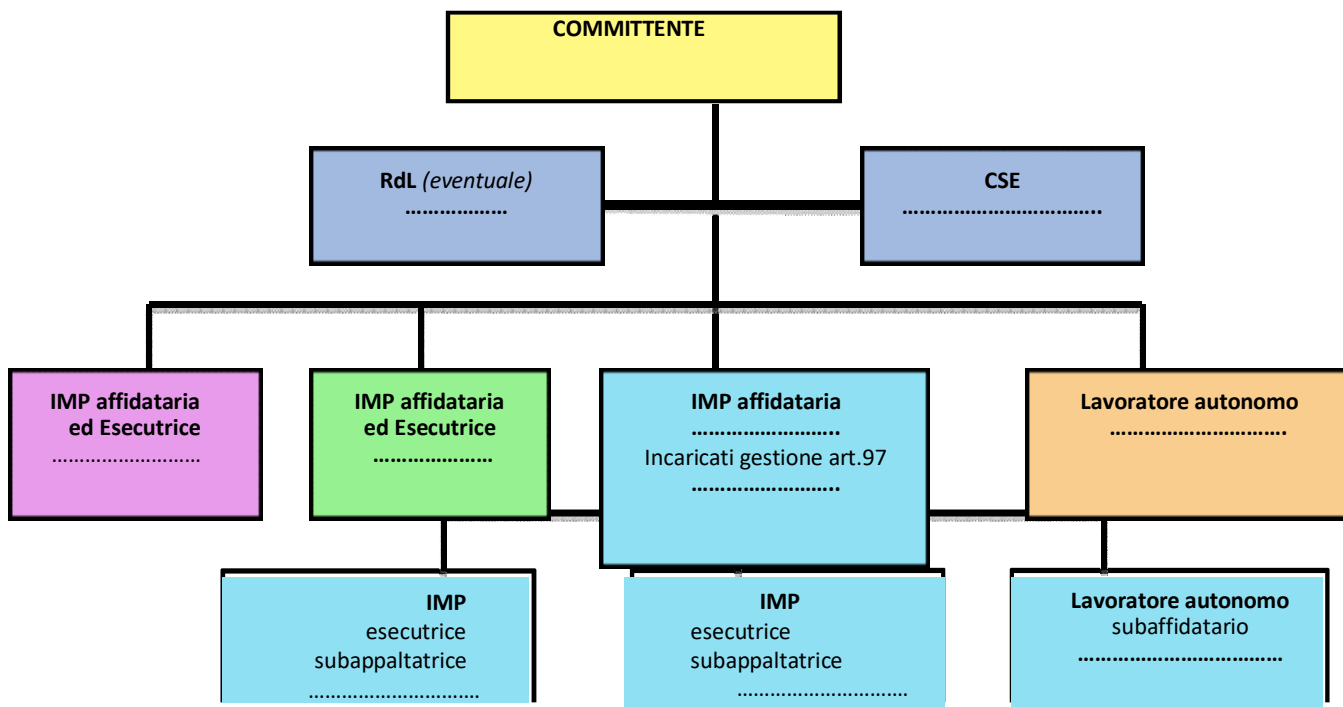 COMMITTENTE
RdL (eventuale)
………………
CSE
……………………………..
IMP affidataria
ed Esecutrice
………………………
IMP affidataria
ed Esecutrice
…………………
IMP affidataria
……………………..
Incaricati gestione art.97
……………………..
Lavoratore autonomo
………………………….
IMP
esecutrice
subappaltatrice
………………………….
IMP
esecutrice
subappaltatrice
………………………….
Lavoratore autonomo
subaffidatario
………………………………